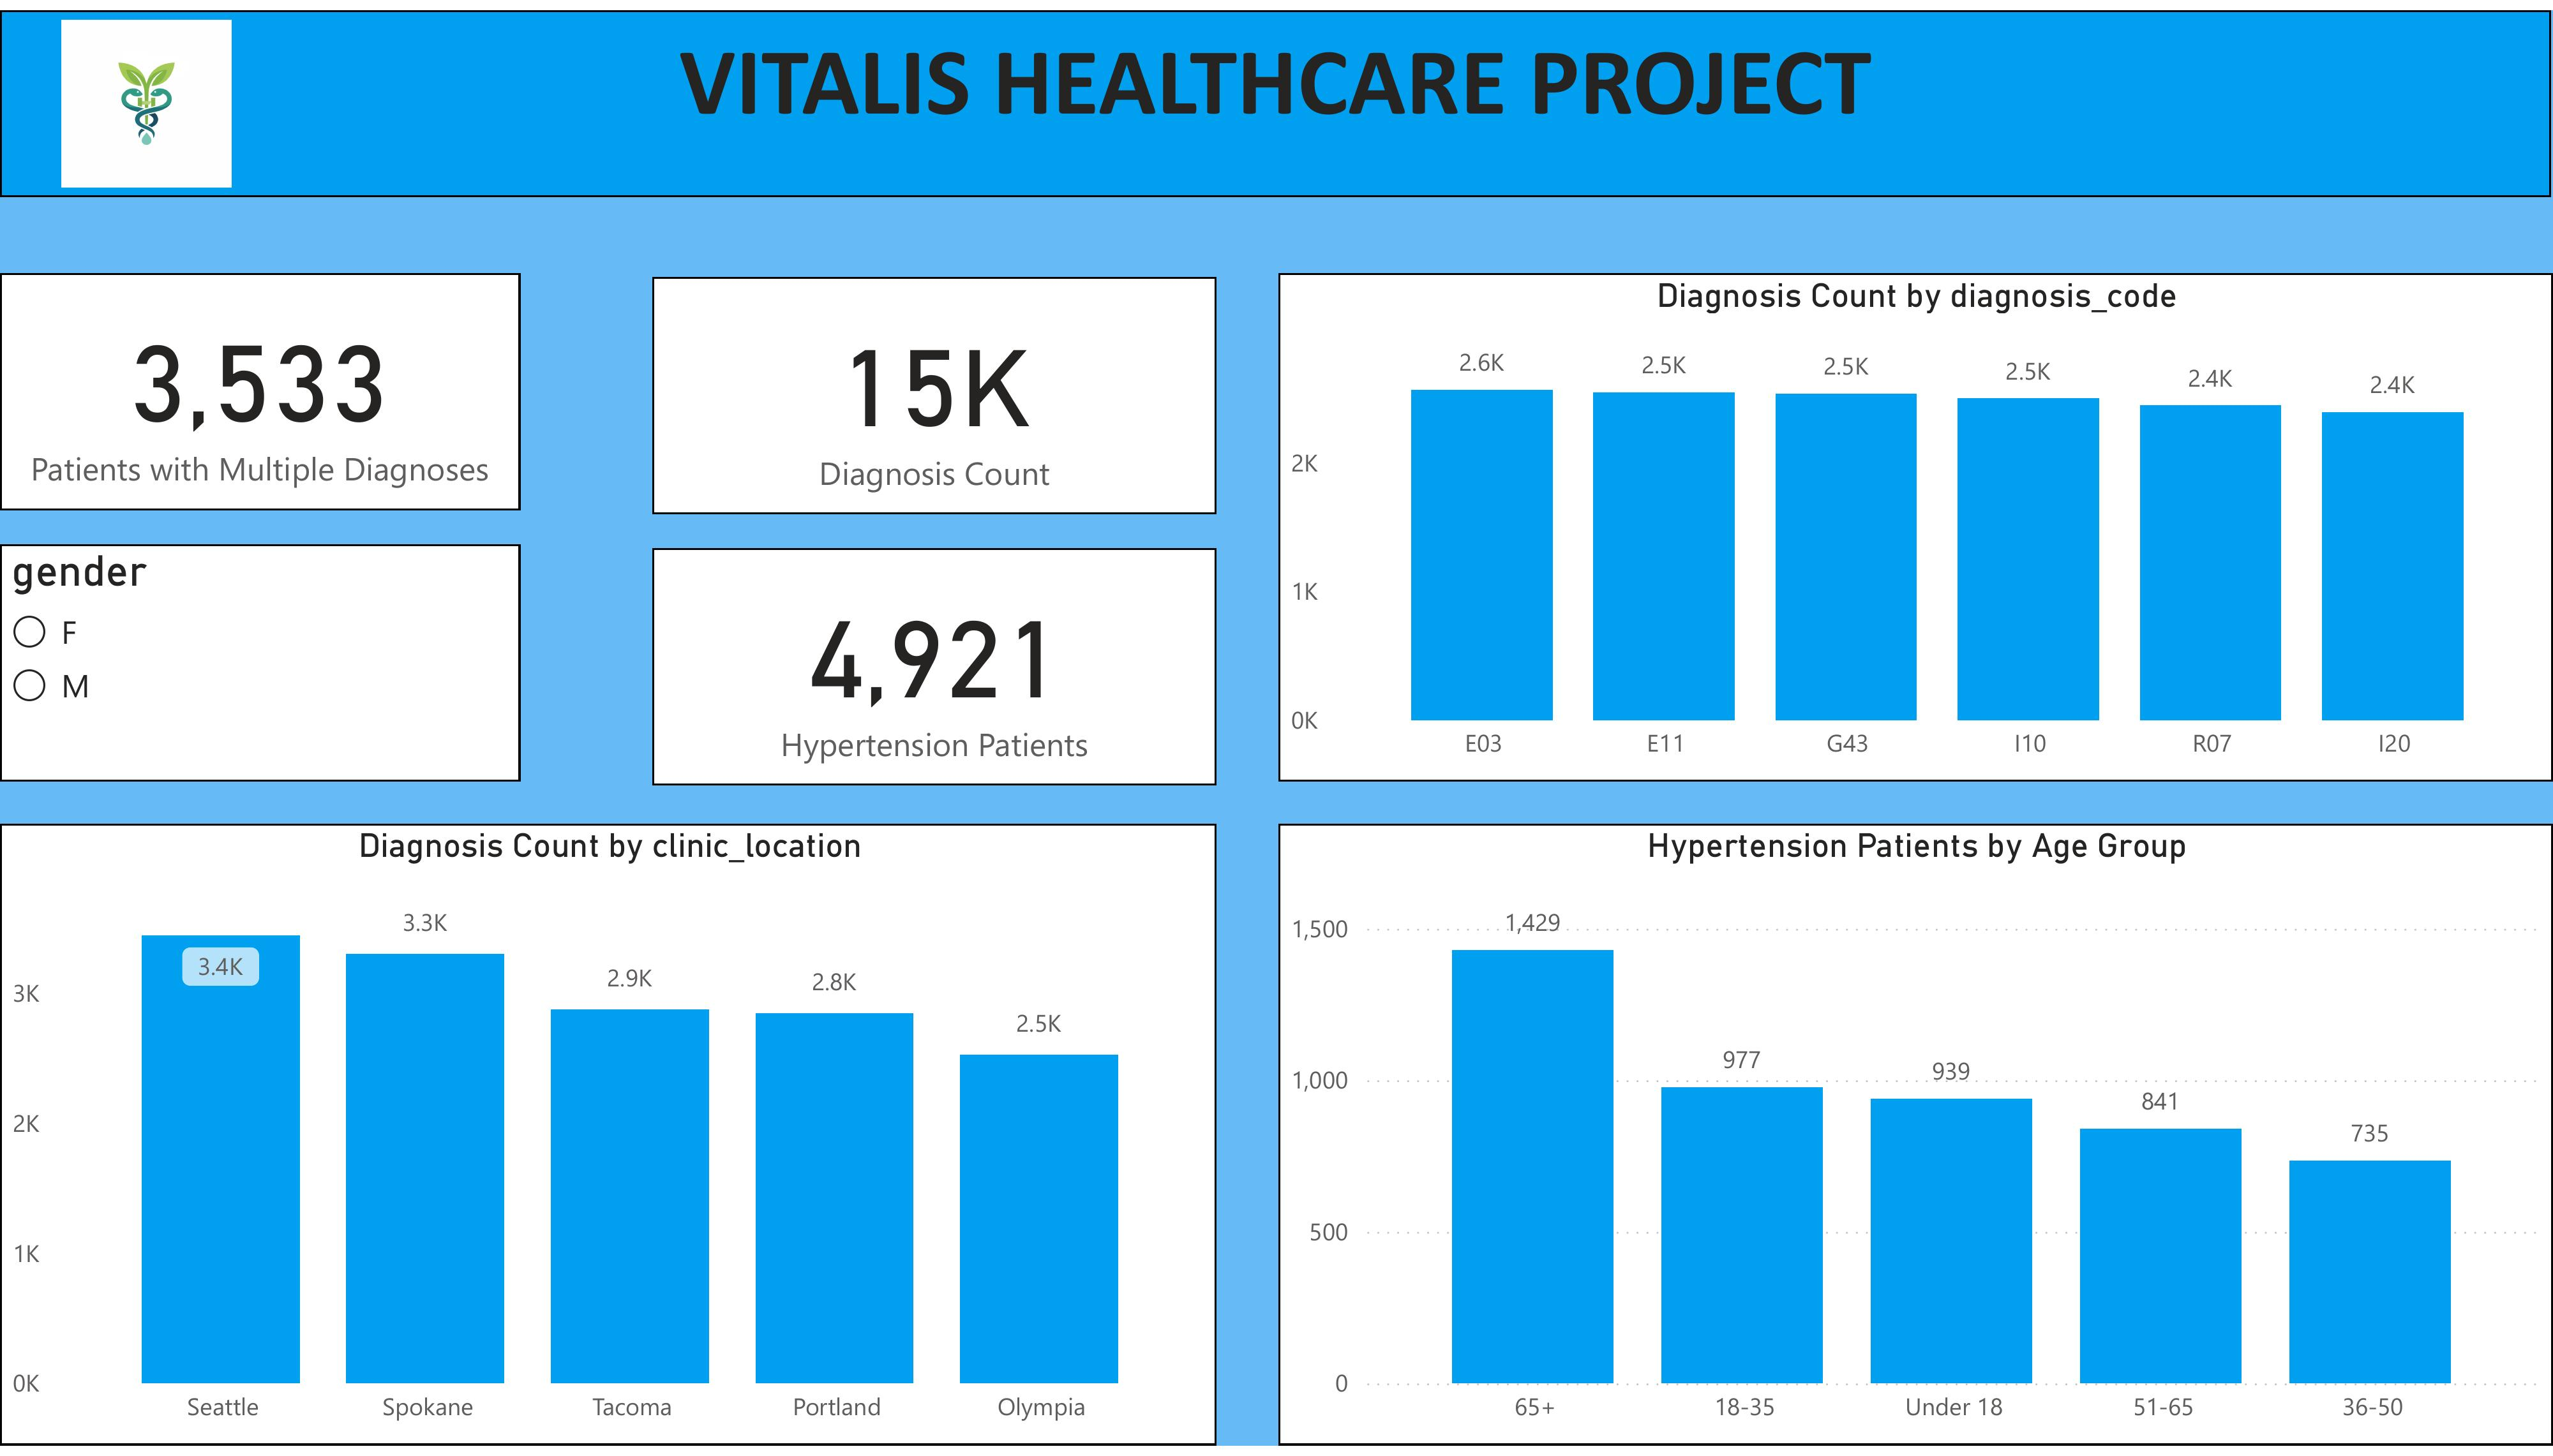 VITALIS HEALTHCARE PROJECT
3,533
Patients with Multiple Diagnoses
15K
Diagnosis Count
gender
F
M
4,921
Hypertension Patients
Diagnosis Count by diagnosis_code
2.6K
2.5K
2.5K
2.5K
2.4K
2.4K
2K
1K
0K
E03
E11
G43
I10
R07
I20
Diagnosis Count by clinic_location
3.4K
3.3K
2.9K
2.8K
2.5K
3K
2K
1K
0K
Seattle
Spokane
Tacoma
Portland
Olympia
Hypertension Patients by Age Group
1,429
977
939
841
735
1,500
1,000
500
0
65+
18-35
Under 18
51-65
36-50